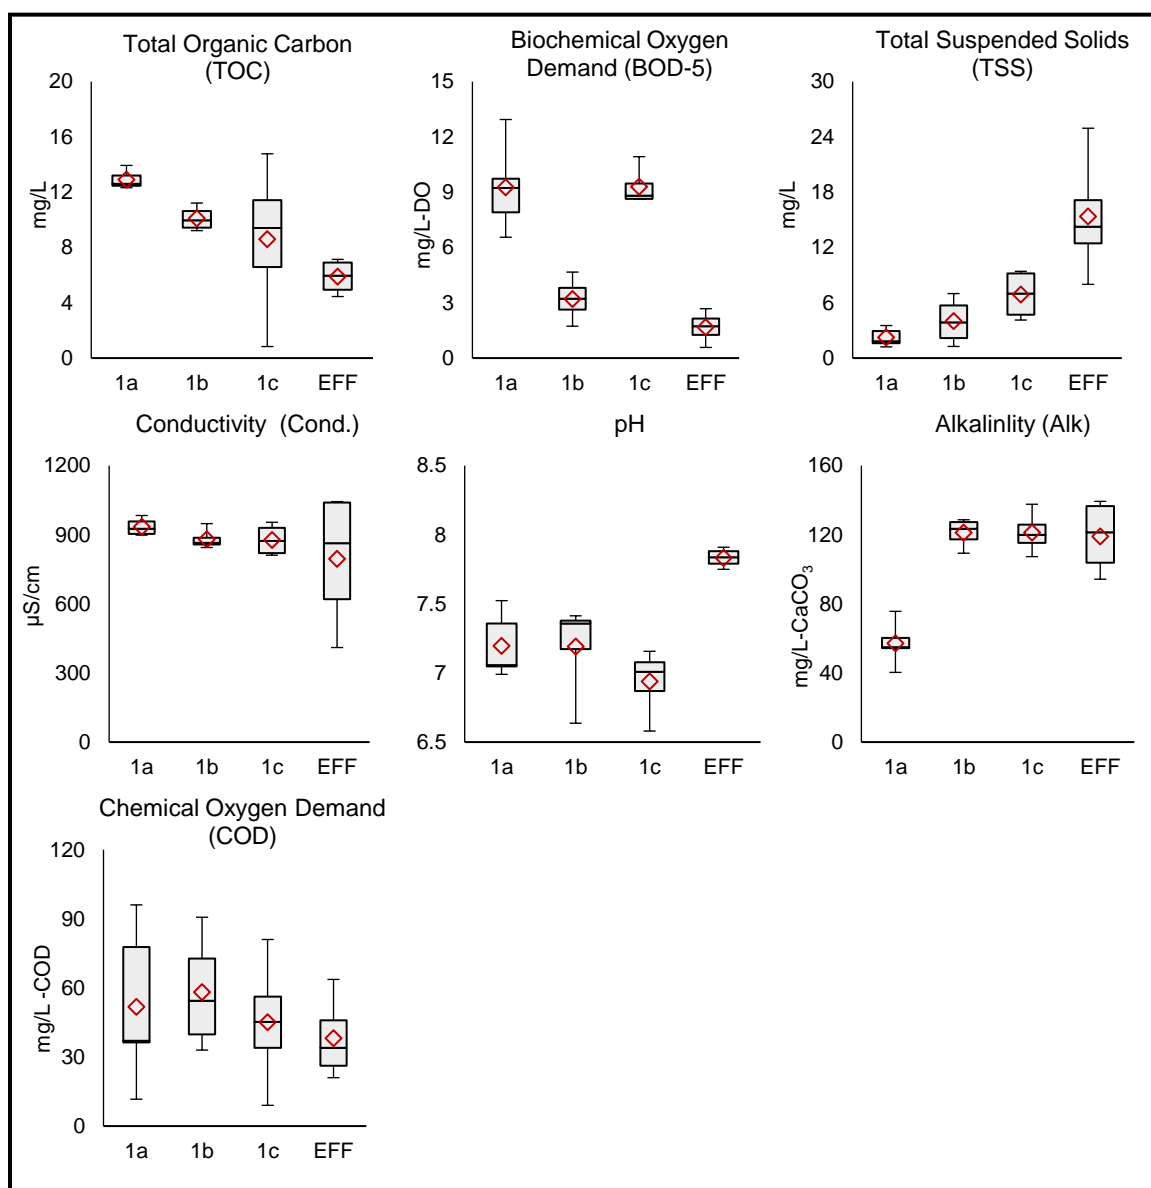 Total Organic Carbon
(TOC)
mg/L
20
16
12
8
4
0
1a 1b 1c EFF
Biochemical Oxygen
Demand (BOD-5)
mg/L-DO
15
12
9
6
3
0
1a 1b 1c EFF
Total Suspended Solids
(TSS)
mg/L
30
24
18
12
6
0
1a 1b 1c EFF
Conductivity (Cond.)
µS/cm
1200
900
600
300
0
1a 1b 1c EFF
pH
8.5
8
7.5
7
6.5
1a 1b 1c EFF
Alkalinlity (Alk)
mg/L-CaCO₃
160
120
80
40
0
1a 1b 1c EFF
Chemical Oxygen Demand
(COD)
mg/L -COD
120
90
60
30
0
1a 1b 1c EFF